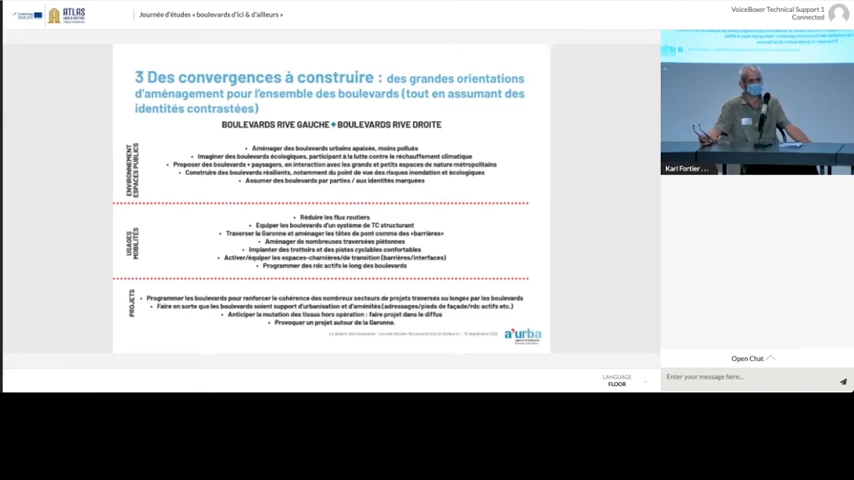 ATLAS
Journée d'études « boulevards d'ici & d'ailleurs »
VoiceBoxer Technical Support 1
Connected
3 Des convergences à construire : des grandes orientations
d'aménagement pour l'ensemble des boulevards (tout en assumant des
identités contrastées)
BOULEVARDS RIVE GAUCHE + BOULEVARDS RIVE DROITE
ENVIRONNEMENT
ESPACES PUBLICS
• Aménager des boulevards urbains apaisés, moins pollués
• Imaginer des boulevards écologiques, participant à la lutte contre le réchauffement climatique
• Proposer des boulevards + paysagers, en interaction avec les grands et petits espaces de nature métropolitains
• Construire des boulevards résilients, notamment du point de vue des risques inondation et écologiques
• Assumer des boulevards par parties / aux identités marquées
USAGES
MOBILITÉS
• Réduire les flux routiers
• Equiper les boulevards d'un système de TC structurant
• Traverser la Garonne et aménager les têtes de pont comme des «barrières»
• Aménager de nombreuses traversées piétonnes
• Implanter des trottoirs et des pistes cyclables confortables
• Activer/équiper les espaces-charnières/de transition (barrières/interfaces)
• Programmer des rdc actifs le long des boulevards
PROJETS
• Programmer les boulevards pour renforcer la cohérence des nombreux secteurs de projets traversés ou longés par les boulevards
• Faire en sorte que les boulevards soient support d'urbanisation et d'aménités (adressages/pieds de façade/rdc actifs etc.)
• Anticiper la mutation des tissus hors opération : faire projet dans le diffus
• Provoquer un projet autour de la Garonne.
a'urba
Karl Fortier ...
Open Chat
LANGUAGE
FLOOR
Enter your message here...